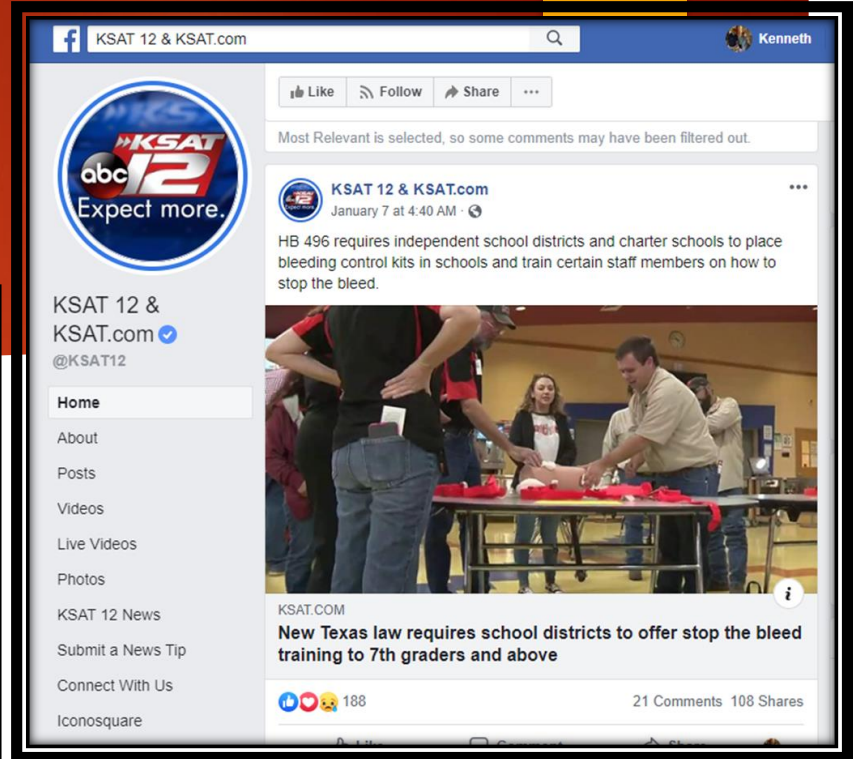 KSAT 12 & KSAT.com
Kenneth
KSAT
abc
12
Expect more.
KSAT 12 &
KSAT.com
@KSAT12
Home
About
Posts
Videos
Live Videos
Photos
KSAT 12 News
Submit a News Tip
Connect With Us
Iconosquare
Like Follow Share ...
Most Relevant is selected, so some comments may have been filtered out.
KSAT 12 & KSAT.com
January 7 at 4:40 AM ·
HB 496 requires independent school districts and charter schools to place
bleeding control kits in schools and train certain staff members on how to
stop the bleed.
KSAT.COM
New Texas law requires school districts to offer stop the bleed
training to 7th graders and above
188
21 Comments 108 Shares
Like Comment Share